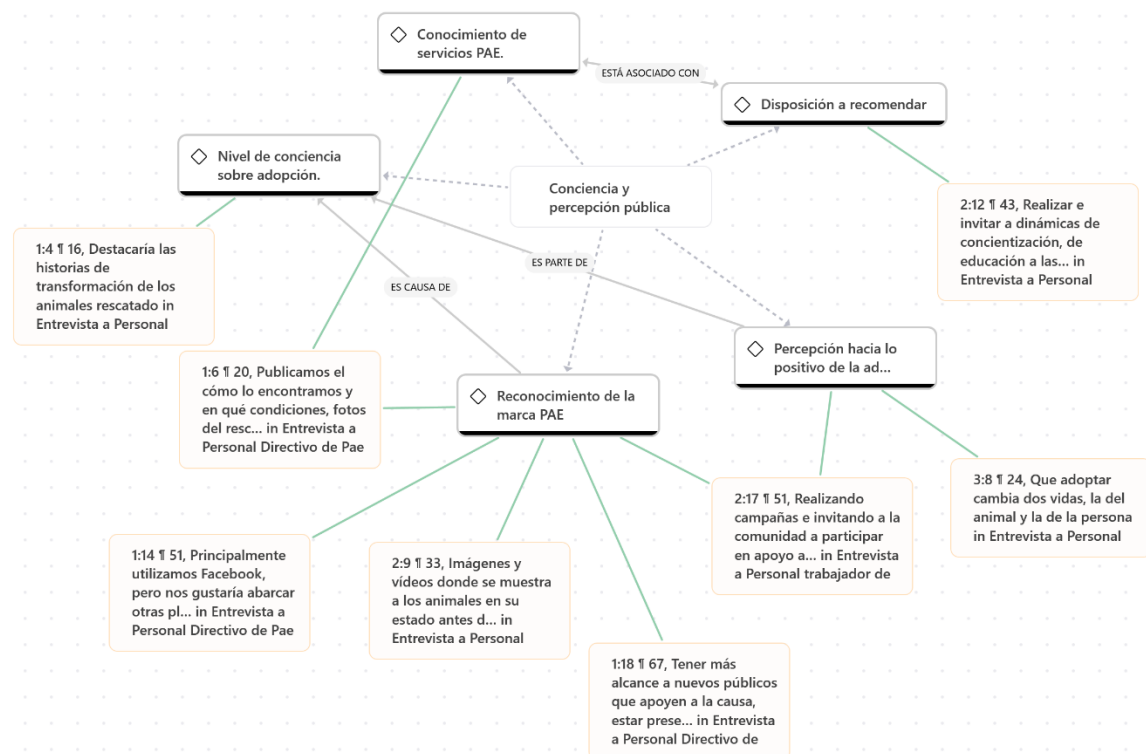 Conocimiento de
servicios PAE.
ESTÁ ASOCIADO CON
Disposición a recomendar
Nivel de conciencia
sobre adopción.
Conciencia y
percepción pública
2:12 ¶ 43, Realizar e
invitar a dinámicas de
concientización, de
educación a las... in
Entrevista a Personal
1:4 ¶ 16, Destacaría las
historias de
transformación de los
animales rescatado in
Entrevista a Personal
ES PARTE DE
ES CAUSA DE
Percepción hacia lo
positivo de la ad...
1:6 ¶ 20, Publicamos el
cómo lo encontramos y
en qué condiciones, fotos
del resc... in Entrevista a
Personal Directivo de Pae
Reconocimiento de la
marca PAE
3:8 ¶ 24, Que adoptar
cambia dos vidas, la del
animal y la de la persona
in Entrevista a Personal
2:17 ¶ 51, Realizando
campañas e invitando a la
comunidad a participar
en apoyo a... in Entrevista
a Personal trabajador de
1:14 ¶ 51, Principalmente
utilizamos Facebook,
pero nos gustaría abarcar
otras pl... in Entrevista a
Personal Directivo de Pae
2:9 ¶ 33, Imágenes y
vídeos donde se muestra
a los animales en su
estado antes d... in
Entrevista a Personal
1:18 ¶ 67, Tener más
alcance a nuevos públicos
que apoyen a la causa,
estar prese... in Entrevista
a Personal Directivo de